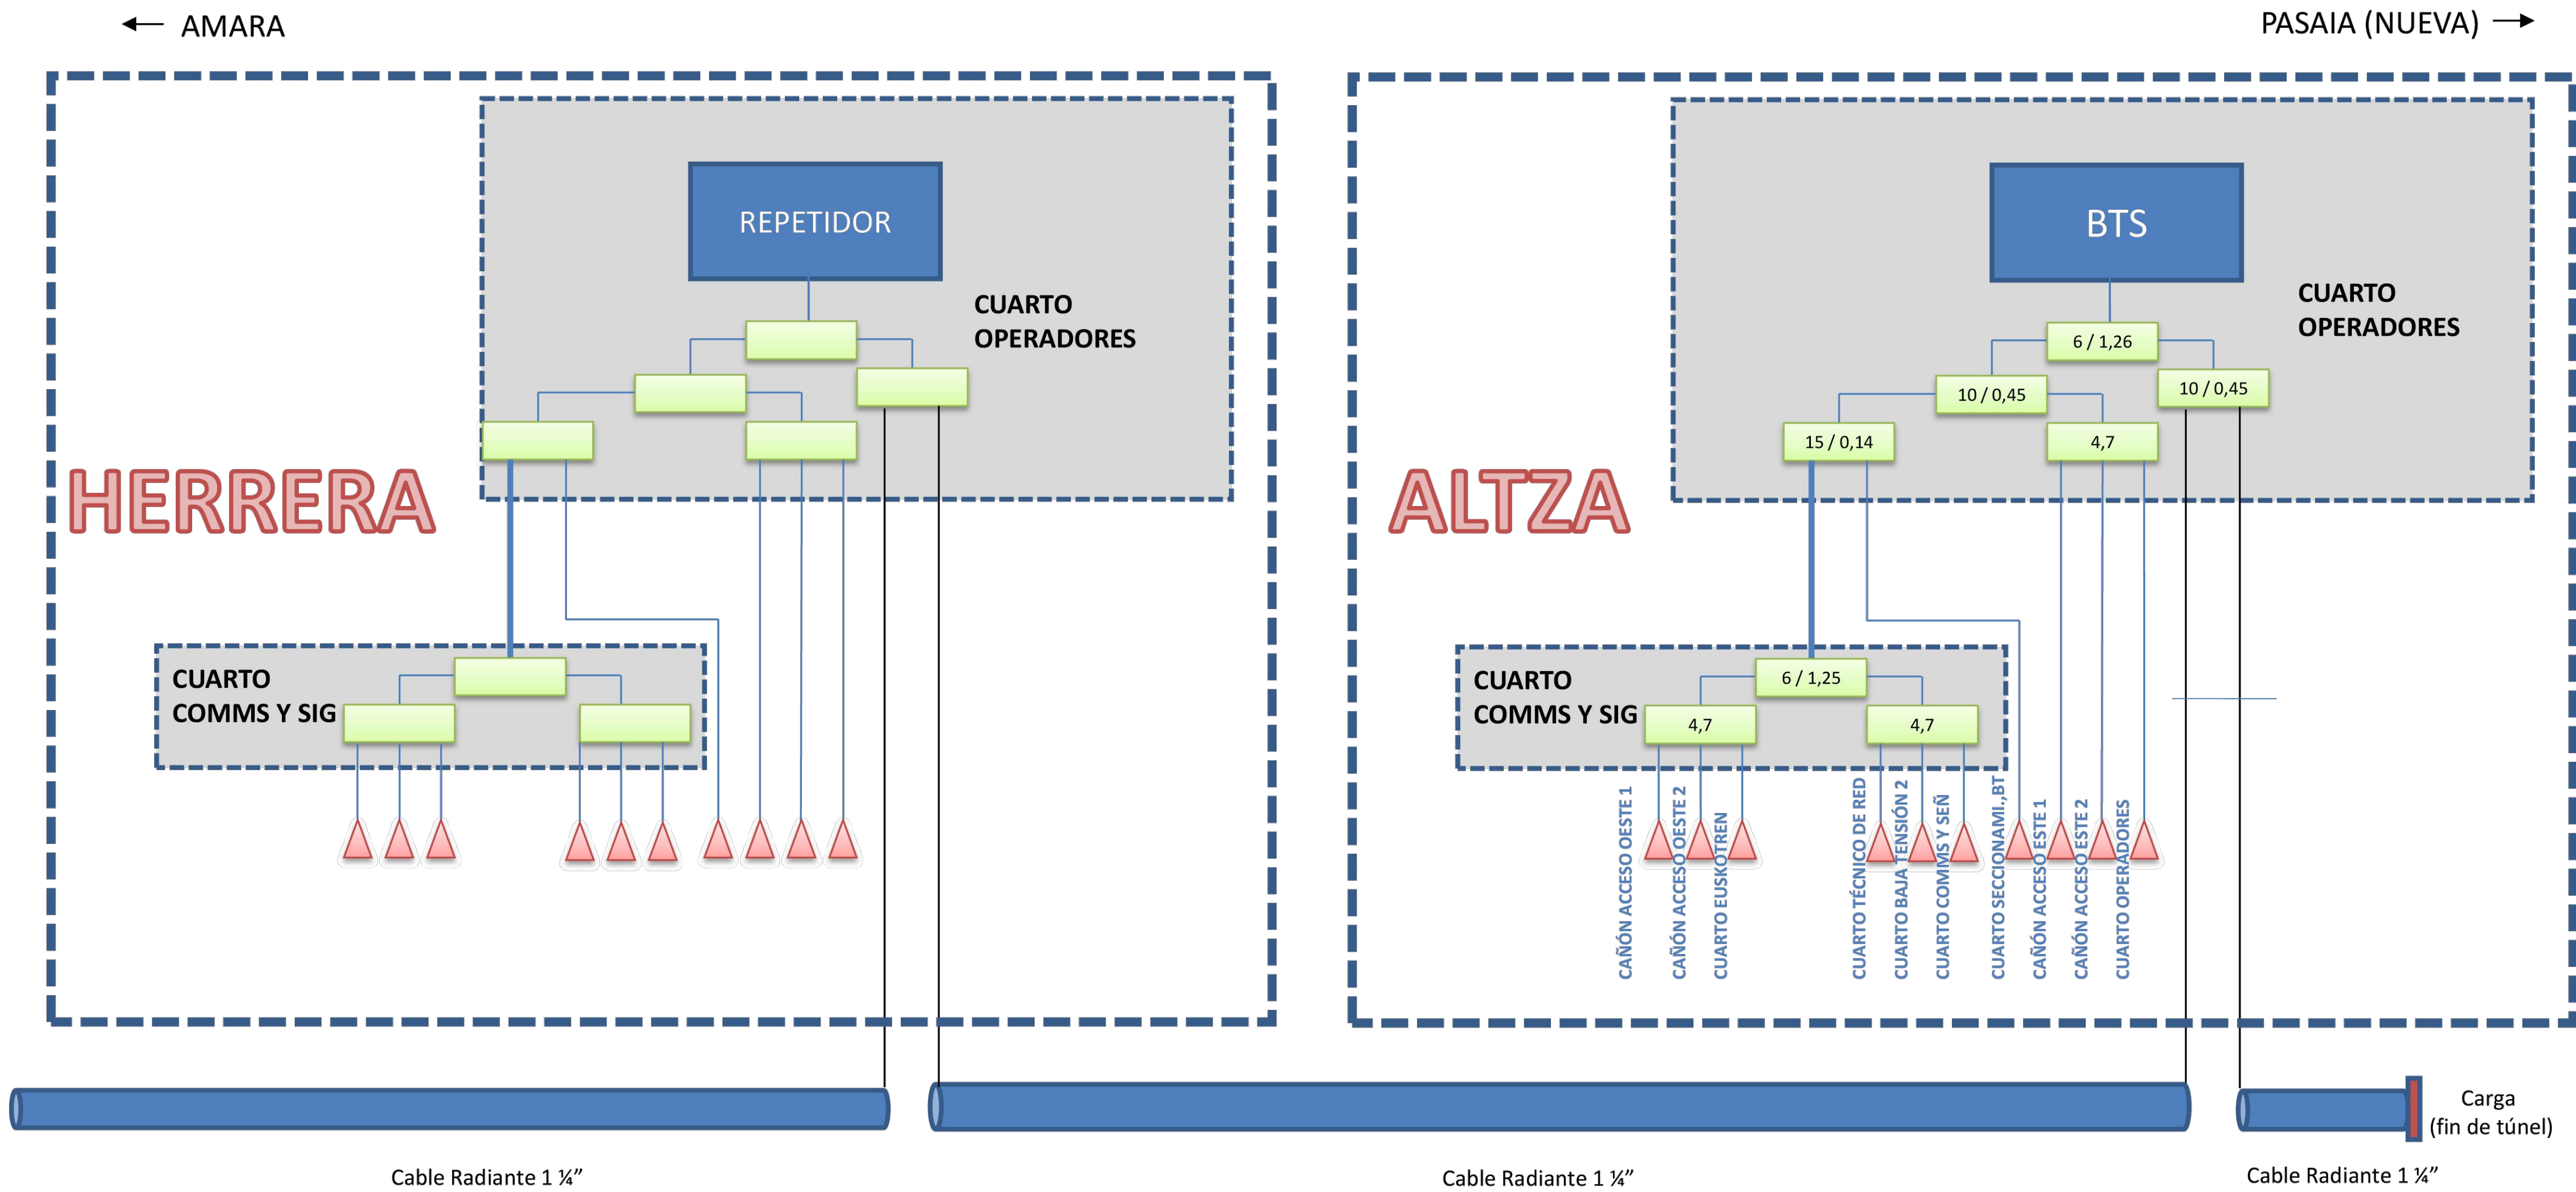 AMARA
PASAIA (NUEVA)
REPETIDOR
CUARTO
OPERADORES
HERRERA
CUARTO
COMMS Y SIG
BTS
CUARTO
OPERADORES
6 / 1,26
10 / 0,45
10 / 0,45
15 / 0,14
4,7
ALTZA
CUARTO
COMMS Y SIG
6 / 1,25
4,7
4,7
CAÑÓN ACCESO OESTE 1
CAÑÓN ACCESO OESTE 2
CUARTO EUSKOTREN
CUARTO TÉCNICO DE RED
CUARTO BAJA TENSIÓN 2
CUARTO COMMS Y SEÑ
CUARTO SECCIONAMI.,BT
CAÑÓN ACCESO ESTE 1
CAÑÓN ACCESO ESTE 2
CUARTO OPERADORES
Carga
(fin de túnel)
Cable Radiante 1 ¼”
Cable Radiante 1 ¼”
Cable Radiante 1 ¼”